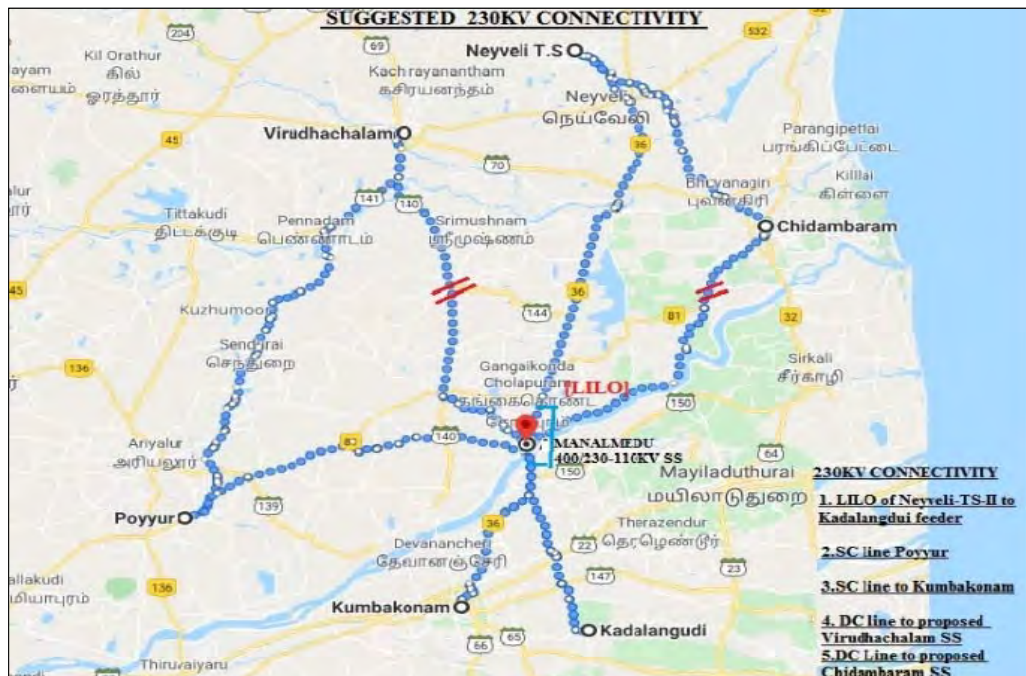 SUGGESTED 230KV CONNECTIVITY
204
69
532
Neyveli T.S
Kil Orathur
கில்
ஓரத்தூர்
Kachirayanantham
கசிரயனந்தம்
Neyveli
நெய்வேலி
Virudhachalam
45
36
Parangipettai
பரங்கிப்பேட்டை
70
Killai
கிள்ளை
Bhuvanagiri
புவனகிரி
141
140
Tittakudi
திட்டக்குடி
Pennadam
பெண்ணாடம்
Srimushnam
ஸ்ரீமுஷ்ணம்
Chidambaram
45
36
Kuzhumoor
144
81
32
Sendurai
செந்துறை
136
Sirkali
சீர்காழி
Gangaikonda
Cholapuram
கங்கைகொண்ட
[LILO]
150
Ariyalur
அரியலூர்
140
MANALMEDU
400/230-110KV SS
150
64
Mayiladuthurai
மயிலாடுதுறை
139
Poyyur
36
Therazendur
தெரழெண்டூர்
22
Devanancheri
தேவானஞ்சேரி
147
23
136
Kumbakonam
Kadalangudi
65
66
Thiruvaiyaru
230KV CONNECTIVITY
1. LILO of Neyveli-TS-II to
Kadalangdui feeder
2.SC line Poyyur
3.SC line to Kumbakonam
4. DC line to proposed
Virudhachalam SS
5.DC Line to proposed
Chidambaram SS